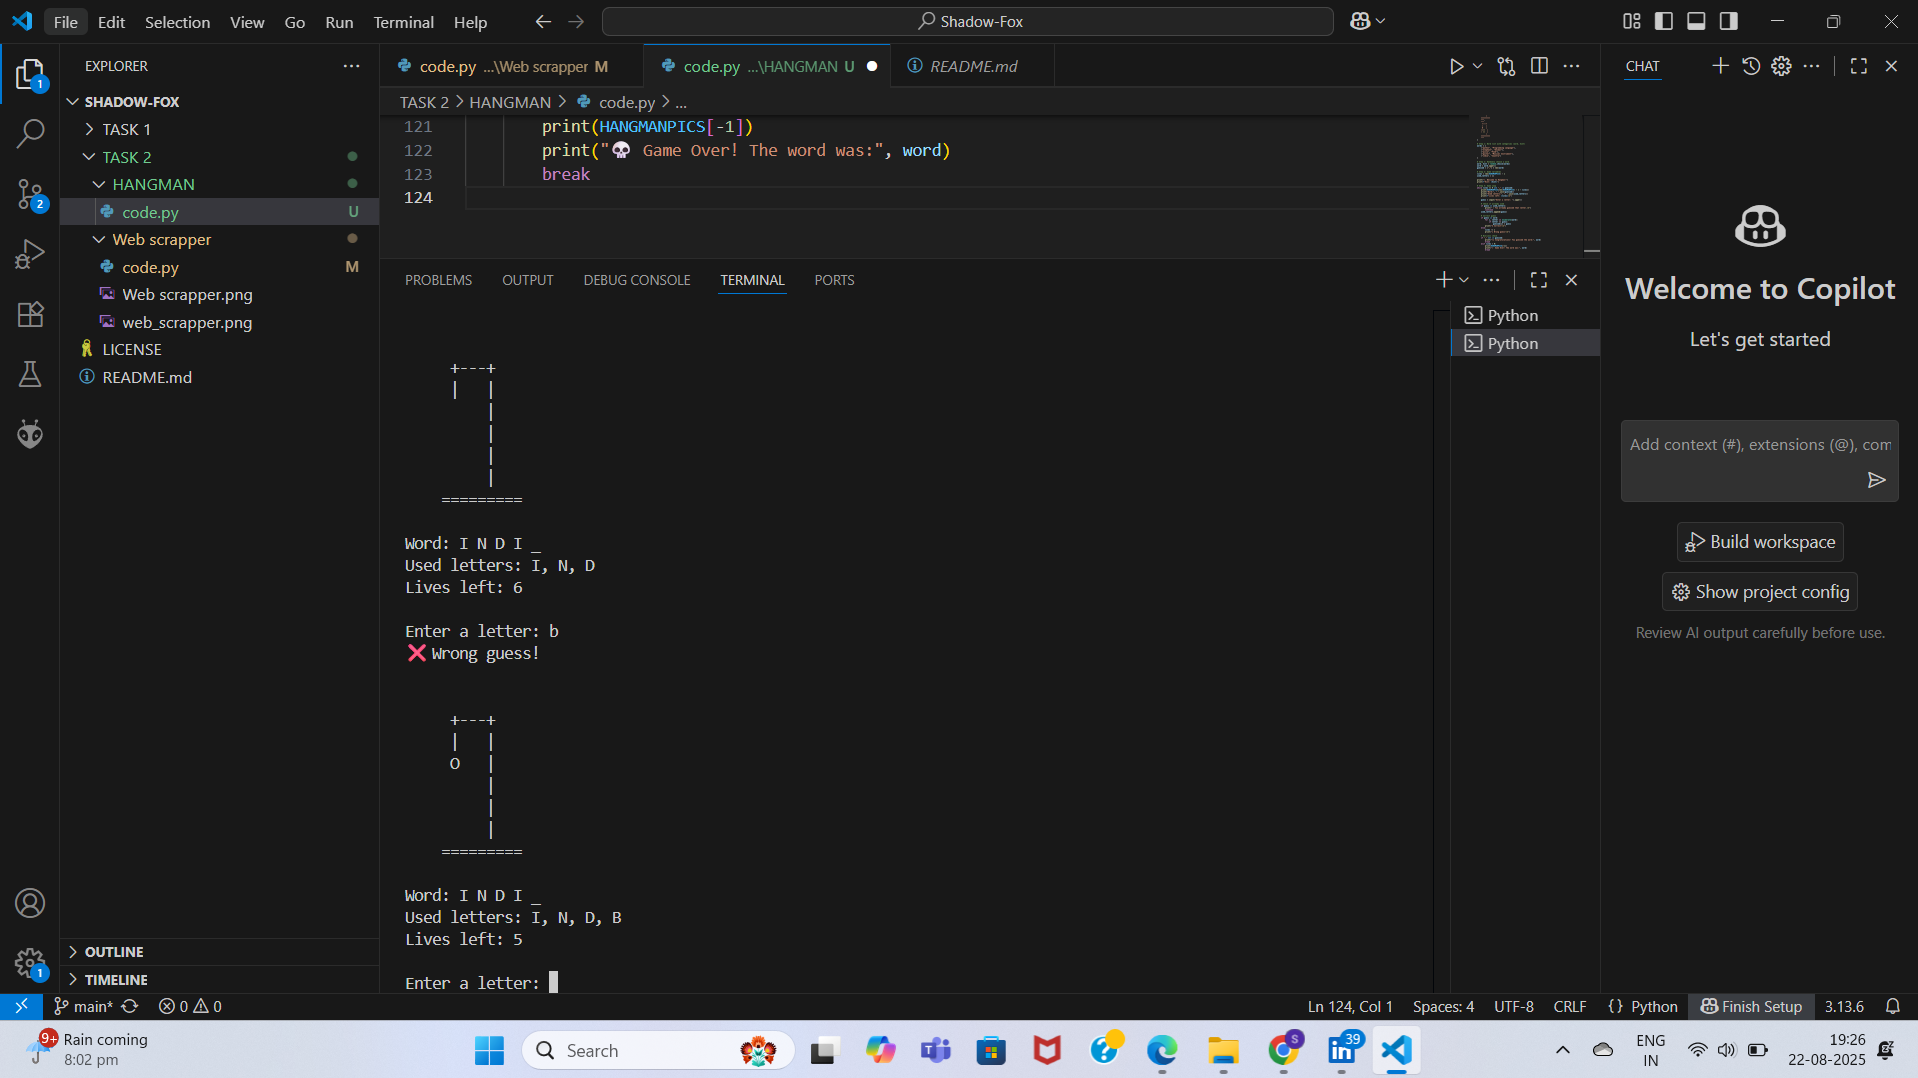 File Edit Selection View Go Run Terminal Help
Shadow-Fox
EXPLORER
SHADOW-FOX
TASK 1
TASK 2
HANGMAN
code.py U
Web scrapper
code.py M
Web scrapper.png
web_scrapper.png
LICENSE
README.md
OUTLINE
TIMELINE
1
2
1
code.py ...\Web scrapper M
code.py ...\HANGMAN U
README.md
TASK 2 > HANGMAN > code.py > ...
121 print(HANGMANPICS[-1])
122 print("💀 Game Over! The word was:", word)
123 break
124
PROBLEMS OUTPUT DEBUG CONSOLE TERMINAL PORTS
Python
Python
+---+
|   |
    |
    |
    |
    |
=========
Word: I N D I _
Used letters: I, N, D
Lives left: 6
Enter a letter: b
❌ Wrong guess!
+---+
|   |
O   |
    |
    |
    |
=========
Word: I N D I _
Used letters: I, N, D, B
Lives left: 5
Enter a letter:
CHAT
Welcome to Copilot
Let's get started
Add context (#), extensions (@), com
Build workspace
Show project config
Review AI output carefully before use.
main* 0 0 Ln 124, Col 1 Spaces: 4 UTF-8 CRLF {} Python Finish Setup 3.13.6
9+ Rain coming
8:02 pm
Search
S
39
ENG
IN
19:26
22-08-2025